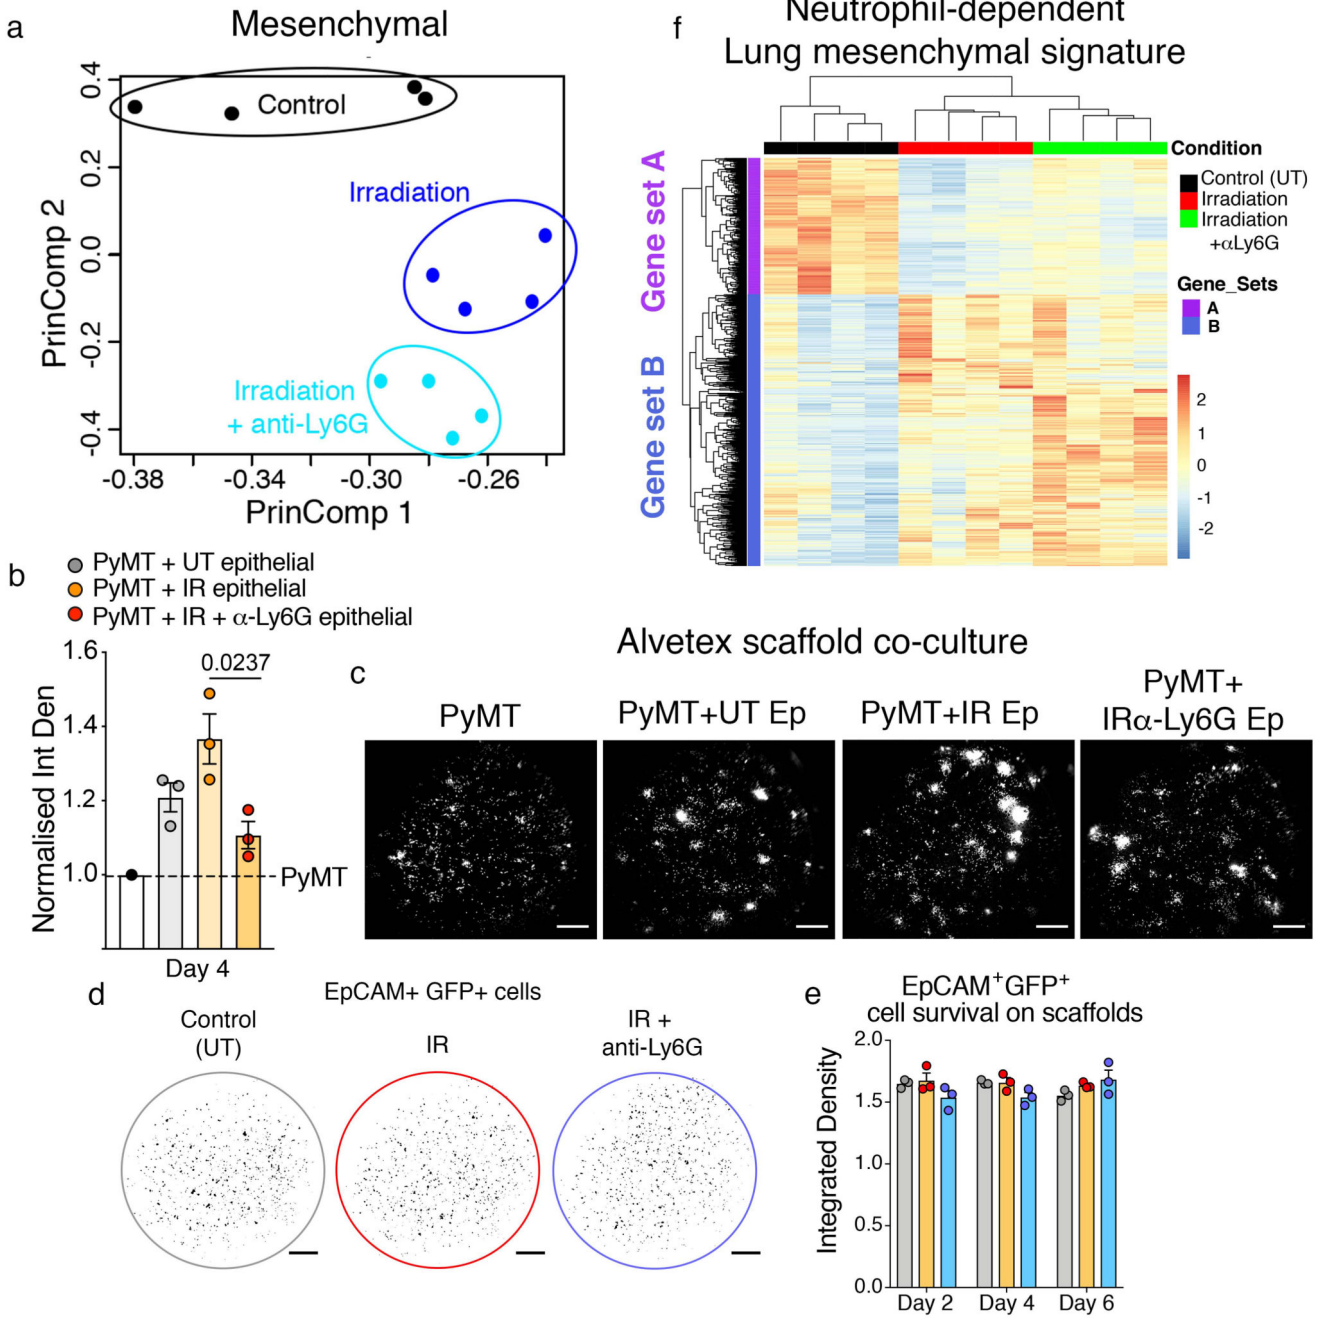 a
Mesenchymal
PrinComp 2
0.4
0.2
0.0
-0.2
-0.4
Control
Irradiation
Irradiation
+ anti-Ly6G
-0.38
-0.34
-0.30
-0.26
PrinComp 1
f
Neutrophil-dependent
Lung mesenchymal signature
Gene set A
Gene set B
Condition
Control (UT)
Irradiation
Irradiation
+αLy6G
Gene_Sets
A
B
2
1
0
-1
-2
b
PyMT + UT epithelial
PyMT + IR epithelial
PyMT + IR + α-Ly6G epithelial
Normalised Int Den
1.6
1.4
1.2
1.0
0.0237
PyMT
Day 4
c
Alvetex scaffold co-culture
PyMT
PyMT+UT Ep
PyMT+IR Ep
PyMT+
IRα-Ly6G Ep
d
EpCAM+ GFP+ cells
Control
(UT)
IR
IR +
anti-Ly6G
e
EpCAM⁺GFP⁺
cell survival on scaffolds
Integrated Density
2.0
1.5
1.0
0.5
0.0
Day 2
Day 4
Day 6